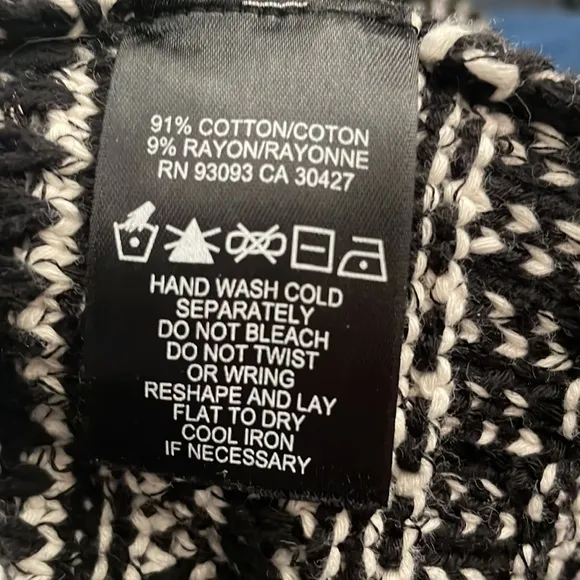 91% COTTON/COTON
9% RAYON/RAYONNE
RN 93093 CA 30427
HAND WASH COLD
SEPARATELY
DO NOT BLEACH
DO NOT TWIST
OR WRING
RESHAPE AND LAY
FLAT TO DRY
COOL IRON
IF NECESSARY